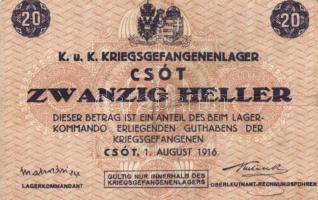 20 20
K. u. K. KRIEGSGEFANGENENLAGER
CSÓT
ZWANZIG HELLER
DIESER BETRAG IST EIN ANTEIL DES BEIM LAGER-
KOMMANDO ERLIEGENDEN GUTHABENS DER
KRIEGSGEFANGENEN
CSÓT, 1. AUGUST 1916.
LAGERKOMMANDANT
GULTIG NUR INNERHALB DES
KRIEGSGEFANGENENLAGERS
OBERLEUTNANT-RECHNUNGSFÜHRER